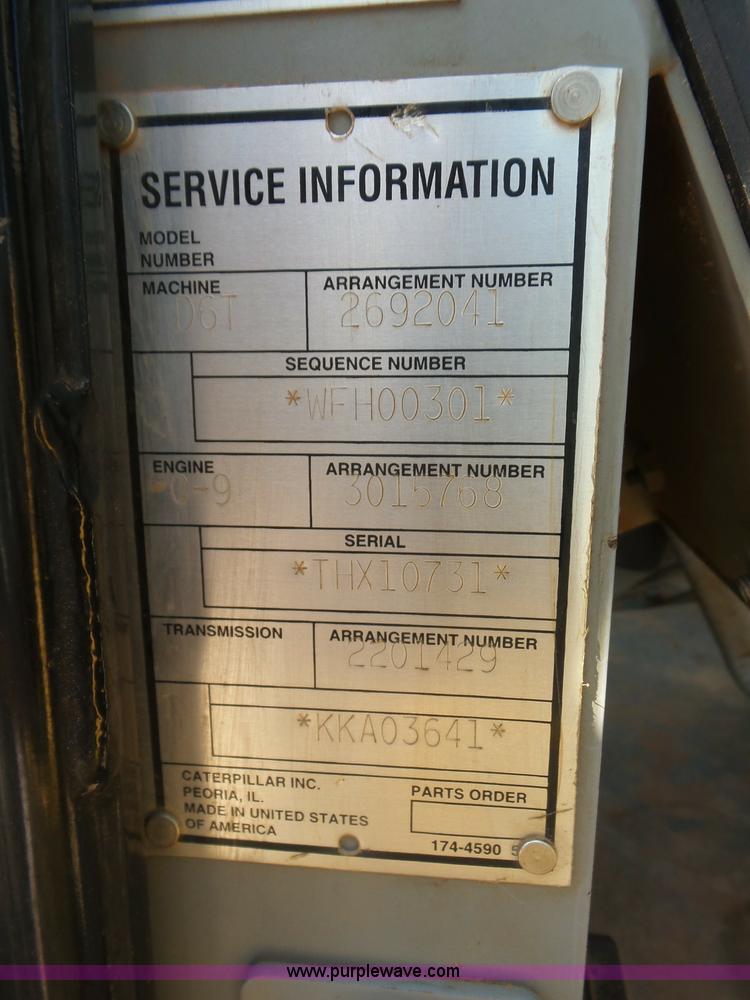 SERVICE INFORMATION
MODEL
NUMBER
MACHINE
ARRANGEMENT NUMBER
D6T
2692041
SEQUENCE NUMBER
*WFH00301*
ENGINE
ARRANGEMENT NUMBER
-9
3015768
SERIAL
*THX10731*
TRANSMISSION
ARRANGEMENT NUMBER
2201429
*KKA03641*
CATERPILLAR INC.
PEORIA, IL.
MADE IN UNITED STATES
OF AMERICA
PARTS ORDER
174-4590
www.purplewave.com